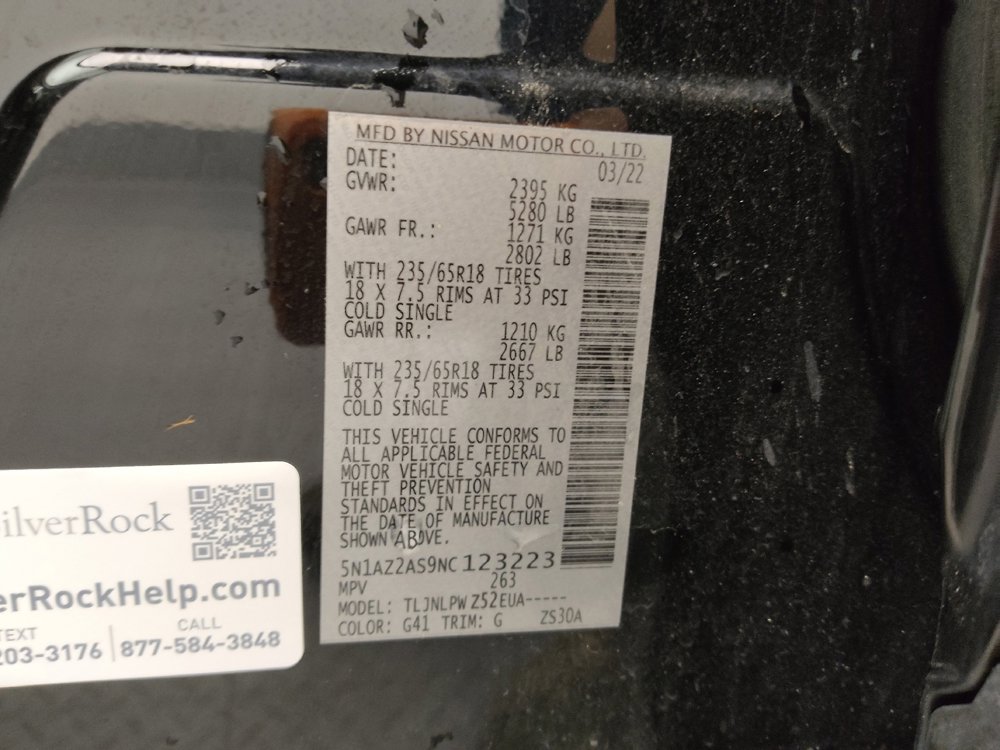 MFD BY NISSAN MOTOR CO., LTD.
DATE: 03/22
GVWR: 2395 KG
5280 LB
GAWR FR.: 1271 KG
2802 LB
WITH 235/65R18 TIRES
18 X 7.5 RIMS AT 33 PSI
COLD SINGLE
GAWR RR.: 1210 KG
2667 LB
WITH 235/65R18 TIRES
18 X 7.5 RIMS AT 33 PSI
COLD SINGLE
THIS VEHICLE CONFORMS TO
ALL APPLICABLE FEDERAL
MOTOR VEHICLE SAFETY AND
THEFT PREVENTION
STANDARDS IN EFFECT ON
THE DATE OF MANUFACTURE
SHOWN ABOVE.
5N1AZ2AS9NC123223
MPV 263
MODEL: TLJNLPW Z52EUA-----
COLOR: G41 TRIM: G ZS30A
ilverRock
erRockHelp.com
TEXT CALL
203-3176 | 877-584-3848